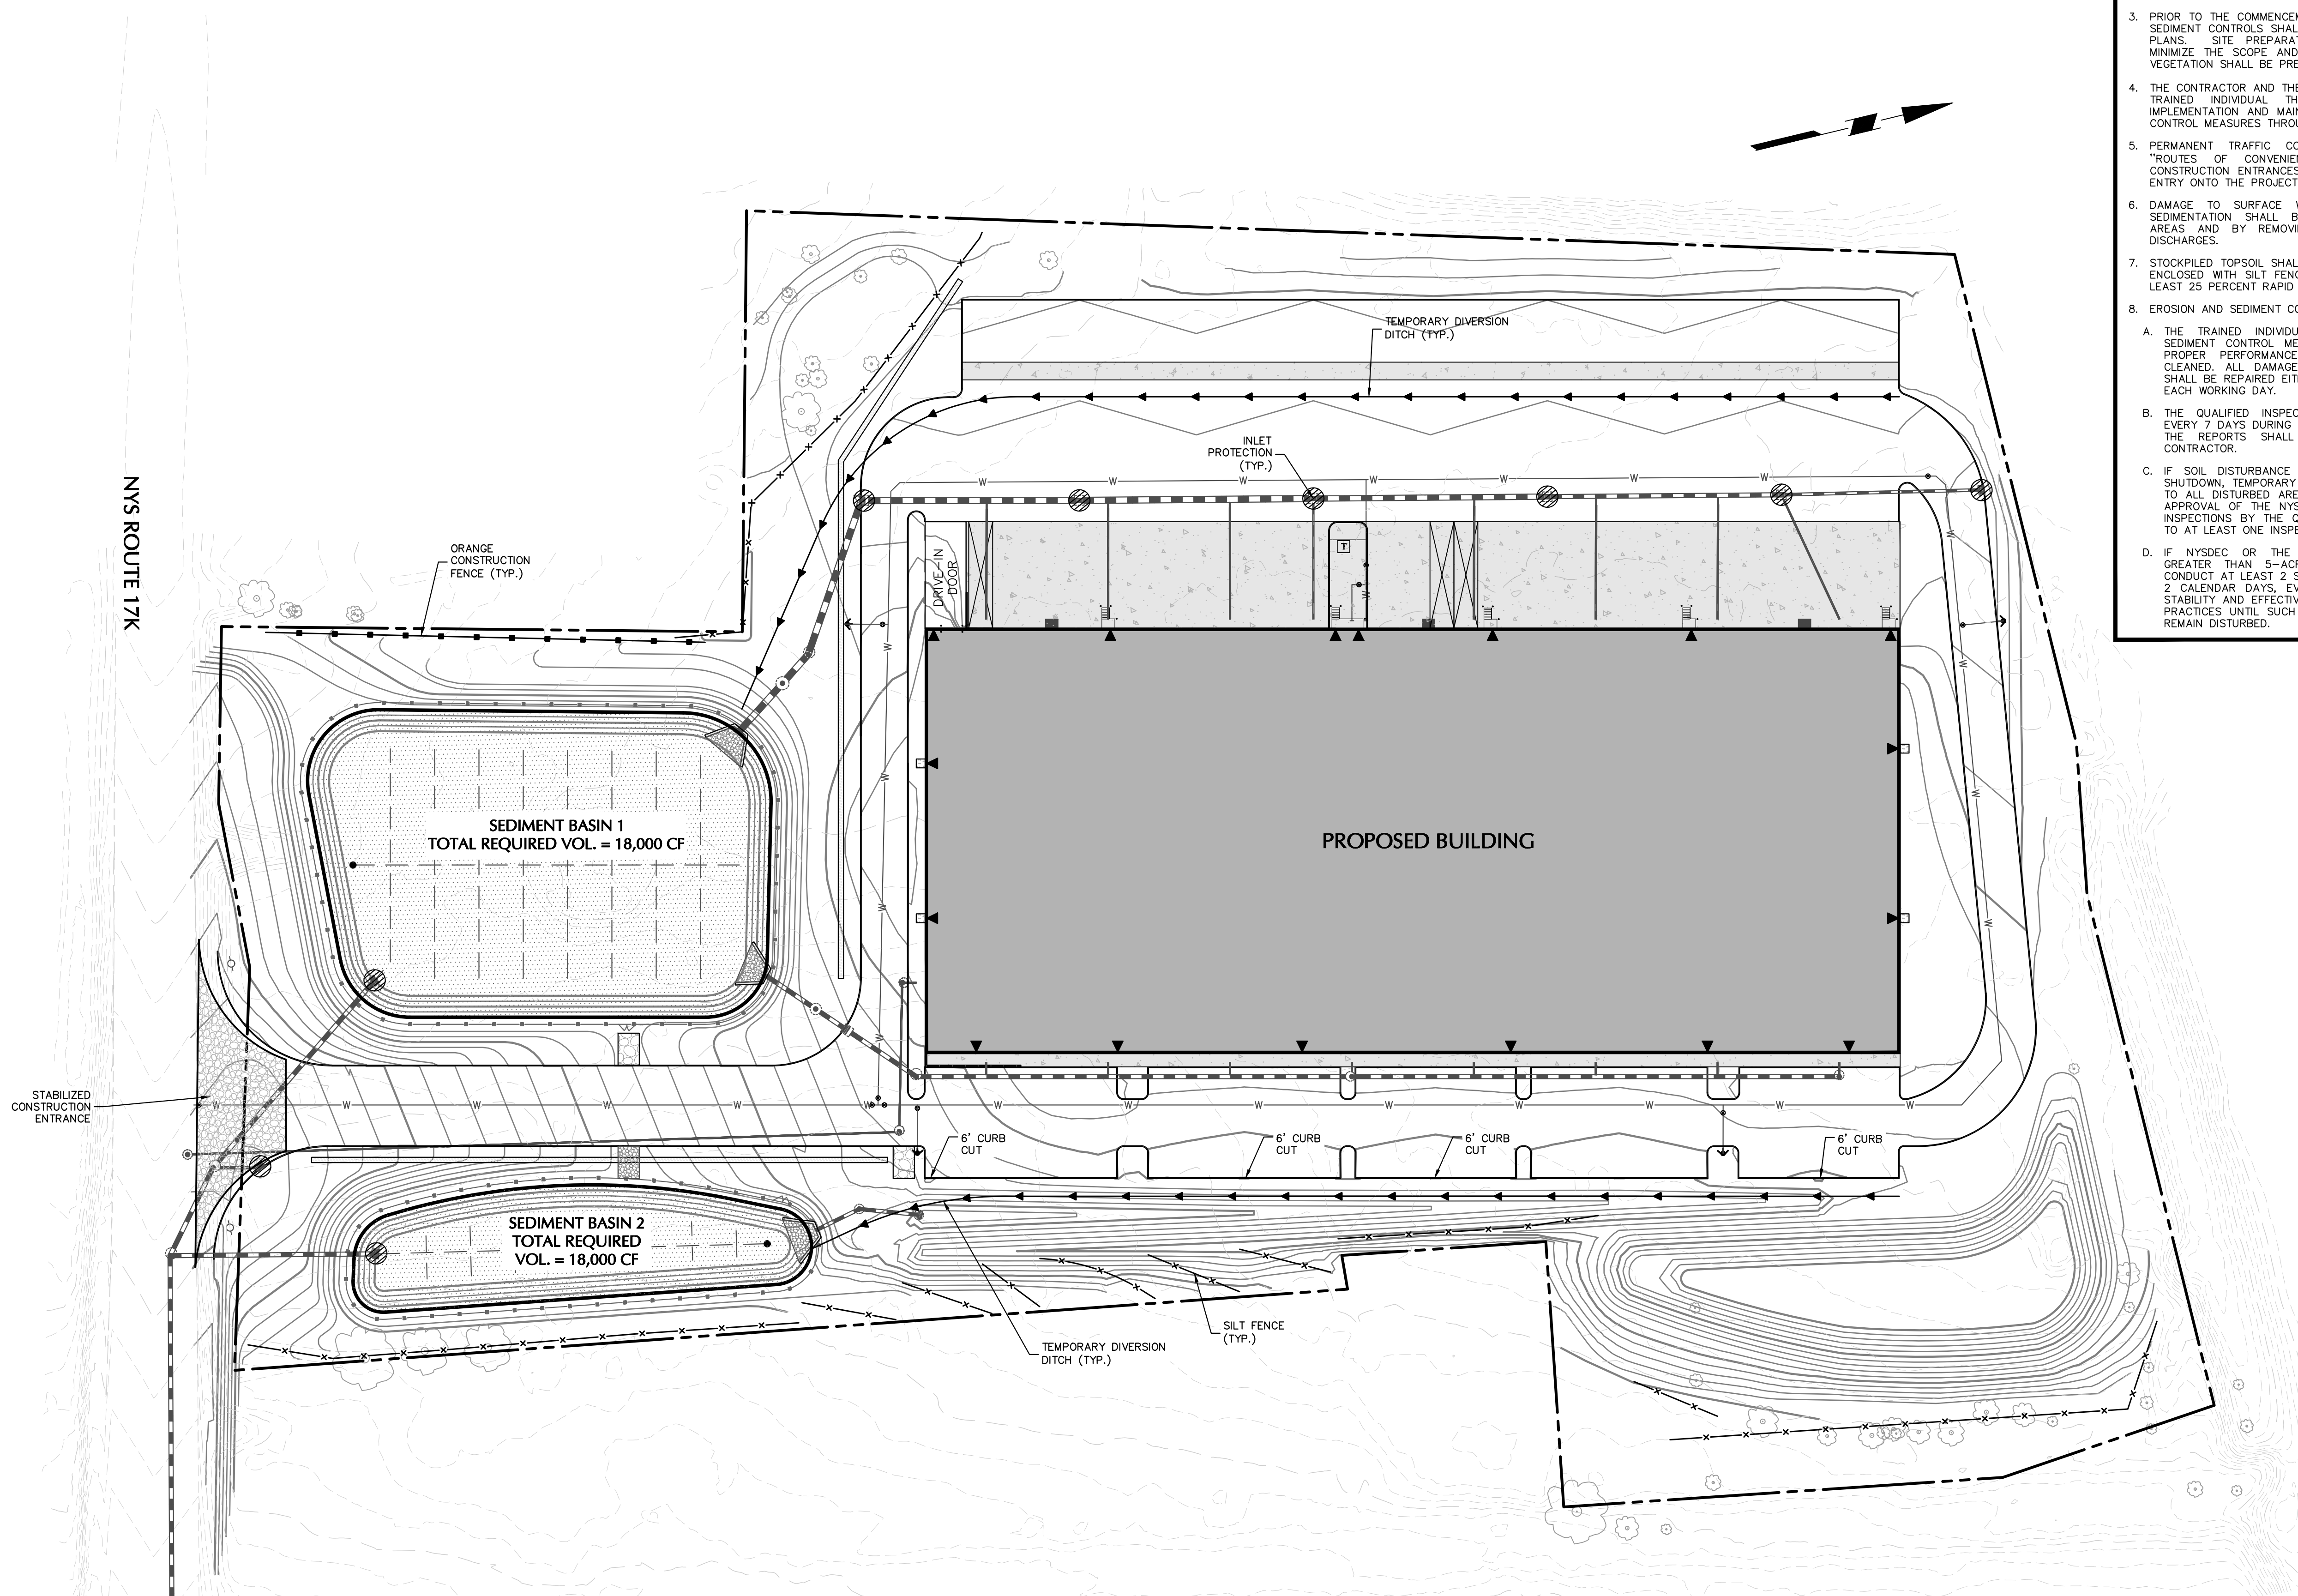 3. PRIOR TO THE COMMENCEM
SEDIMENT CONTROLS SHAL
PLANS. SITE PREPARAT
MINIMIZE THE SCOPE AND
VEGETATION SHALL BE PRE
4. THE CONTRACTOR AND THE
TRAINED INDIVIDUAL TH
IMPLEMENTATION AND MAIN
CONTROL MEASURES THROU
5. PERMANENT TRAFFIC CO
"ROUTES OF CONVENIEN
CONSTRUCTION ENTRANCES
ENTRY ONTO THE PROJECT
6. DAMAGE TO SURFACE W
SEDIMENTATION SHALL B
AREAS AND BY REMOVI
DISCHARGES.
7. STOCKPILED TOPSOIL SHAL
ENCLOSED WITH SILT FENC
LEAST 25 PERCENT RAPID
8. EROSION AND SEDIMENT CO
A. THE TRAINED INDIVIDU
SEDIMENT CONTROL ME
PROPER PERFORMANCE
CLEANED. ALL DAMAGE
SHALL BE REPAIRED EIT
EACH WORKING DAY.
B. THE QUALIFIED INSPEC
EVERY 7 DAYS DURING
THE REPORTS SHALL
CONTRACTOR.
C. IF SOIL DISTURBANCE
SHUTDOWN, TEMPORARY
TO ALL DISTURBED ARE
APPROVAL OF THE NYS
INSPECTIONS BY THE Q
TO AT LEAST ONE INSPE
D. IF NYSDEC OR THE
GREATER THAN 5-ACR
CONDUCT AT LEAST 2 S
2 CALENDAR DAYS, EV
STABILITY AND EFFECTIV
PRACTICES UNTIL SUCH
REMAIN DISTURBED.
TEMPORARY DIVERSION
DITCH (TYP.)
INLET
PROTECTION
(TYP.)
NYS ROUTE 17K
ORANGE
CONSTRUCTION
FENCE (TYP.)
DRIVE-IN
DOOR
T
SEDIMENT BASIN 1
TOTAL REQUIRED VOL. = 18,000 CF
PROPOSED BUILDING
STABILIZED
CONSTRUCTION
ENTRANCE
W W W W W W W W W W W W W W
6' CURB
CUT
6' CURB
CUT
6' CURB
CUT
6' CURB
CUT
SEDIMENT BASIN 2
TOTAL REQUIRED
VOL. = 18,000 CF
SILT FENCE
(TYP.)
TEMPORARY DIVERSION
DITCH (TYP.)